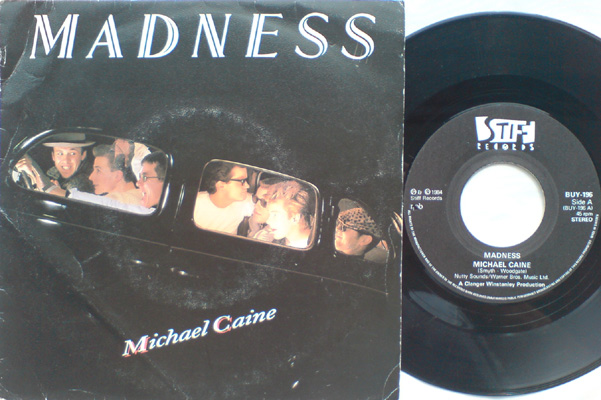 MADNESS
Michael Caine
STIFF
RECORDS
℗ & © 1984
Stiff Records
BUY-196
Side A
(BUY-196 A)
45 rpm
STEREO
MADNESS
MICHAEL CAINE
(Smyth - Woodgate)
Nutty Sounds/Warner Bros. Music Ltd.
A Clanger Winstanley Production